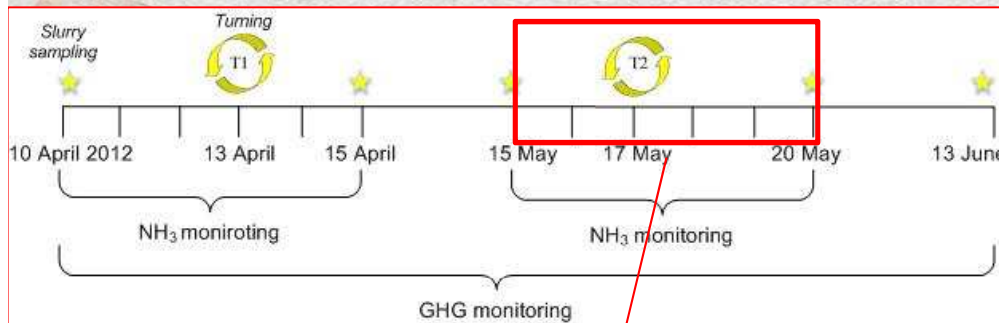 Turning
Slurry
sampling
T1
T2
10 April 2012 13 April 15 April 15 May 17 May 20 May 13 June
NH3 moniroting NH3 monitoring
GHG monitoring